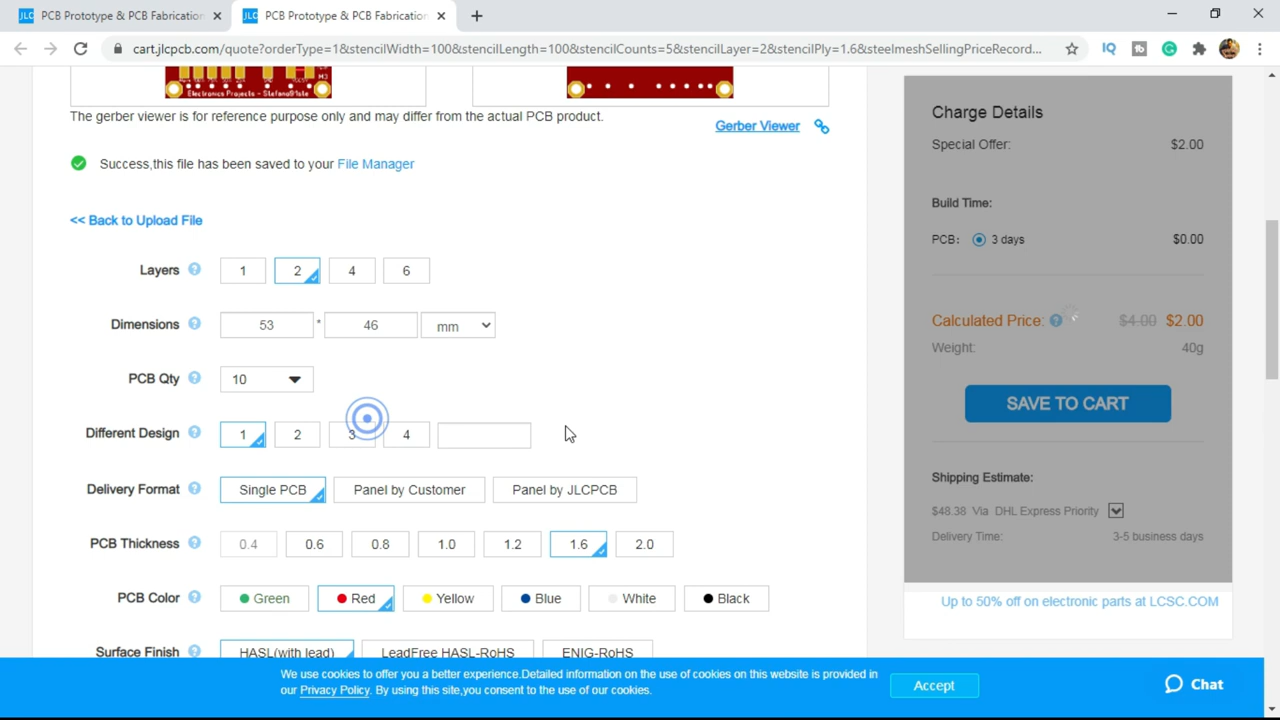 JLC PCB Prototype & PCB Fabrication
JLC PCB Prototype & PCB Fabrication
cart.jlcpcb.com/quote?orderType=1&stencilWidth=100&stencilLength=100&stencilCounts=5&stencilLayer=2&stencilPly=1.6&steelmeshSellingPriceRecord...
IQ
Electronics Projects - Stefano91ste
M3
The gerber viewer is for reference purpose only and may differ from the actual PCB product.
Gerber Viewer
Success,this file has been saved to your File Manager
<< Back to Upload File
Layers ? 1 2 4 6
Dimensions ? 53 * 46 mm
PCB Qty ? 10
Different Design ? 1 2 3 4
Delivery Format ? Single PCB Panel by Customer Panel by JLCPCB
PCB Thickness ? 0.4 0.6 0.8 1.0 1.2 1.6 2.0
PCB Color ? Green Red Yellow Blue White Black
Surface Finish ? HASL(with lead) LeadFree HASL-RoHS ENIG-RoHS
Charge Details
Special Offer: $2.00
Build Time:
PCB: 3 days $0.00
Calculated Price: ? $4.00 $2.00
Weight: 40g
SAVE TO CART
Shipping Estimate:
$48.38 Via DHL Express Priority
Delivery Time: 3-5 business days
Up to 50% off on electronic parts at LCSC.COM
We use cookies to offer you a better experience.Detailed information on the use of cookies on this website is provided in
our Privacy Policy. By using this site,you consent to the use of our cookies.
Accept
Chat